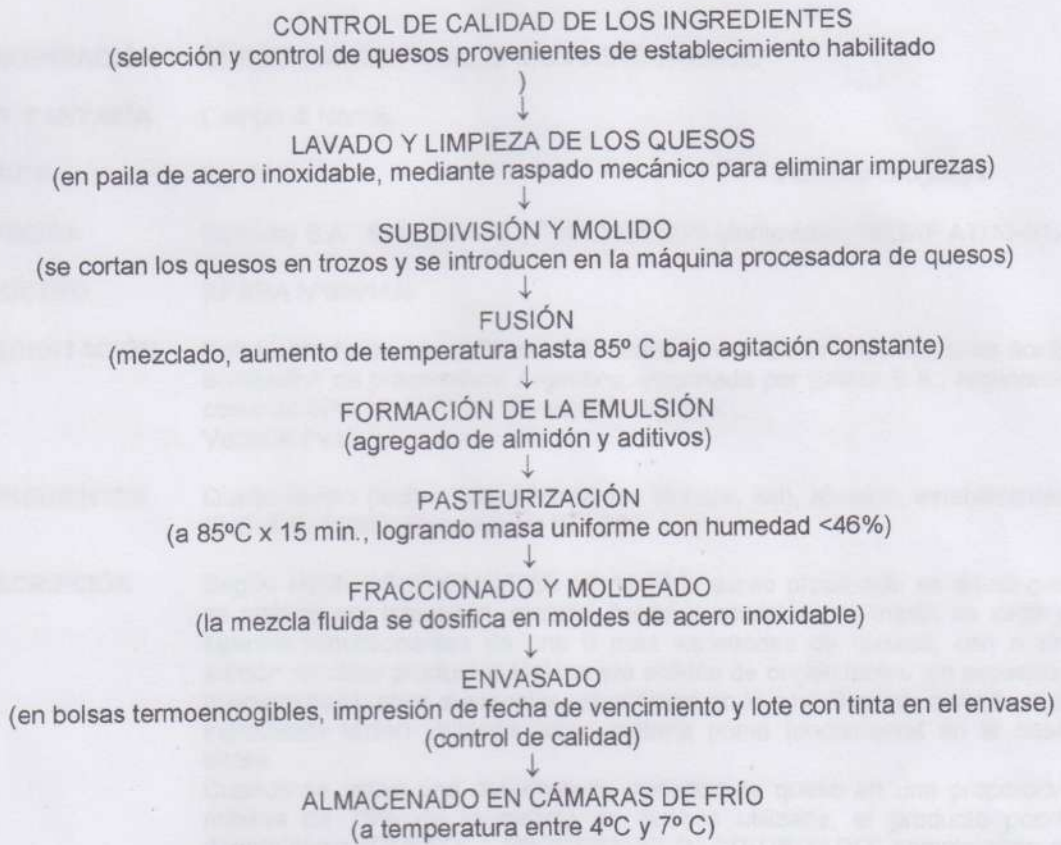 CONTROL DE CALIDAD DE LOS INGREDIENTES
(selección y control de quesos provenientes de establecimiento habilitado
)
↓
LAVADO Y LIMPIEZA DE LOS QUESOS
(en paila de acero inoxidable, mediante raspado mecánico para eliminar impurezas)
↓
SUBDIVISIÓN Y MOLIDO
(se cortan los quesos en trozos y se introducen en la máquina procesadora de quesos)
↓
FUSIÓN
(mezclado, aumento de temperatura hasta 85º C bajo agitación constante)
↓
FORMACIÓN DE LA EMULSIÓN
(agregado de almidón y aditivos)
↓
PASTEURIZACIÓN
(a 85ºC x 15 min., logrando masa uniforme con humedad <46%)
↓
FRACCIONADO Y MOLDEADO
(la mezcla fluida se dosifica en moldes de acero inoxidable)
↓
ENVASADO
(en bolsas termoencogibles, impresión de fecha de vencimiento y lote con tinta en el envase)
(control de calidad)
↓
ALMACENADO EN CÁMARAS DE FRÍO
(a temperatura entre 4ºC y 7º C)